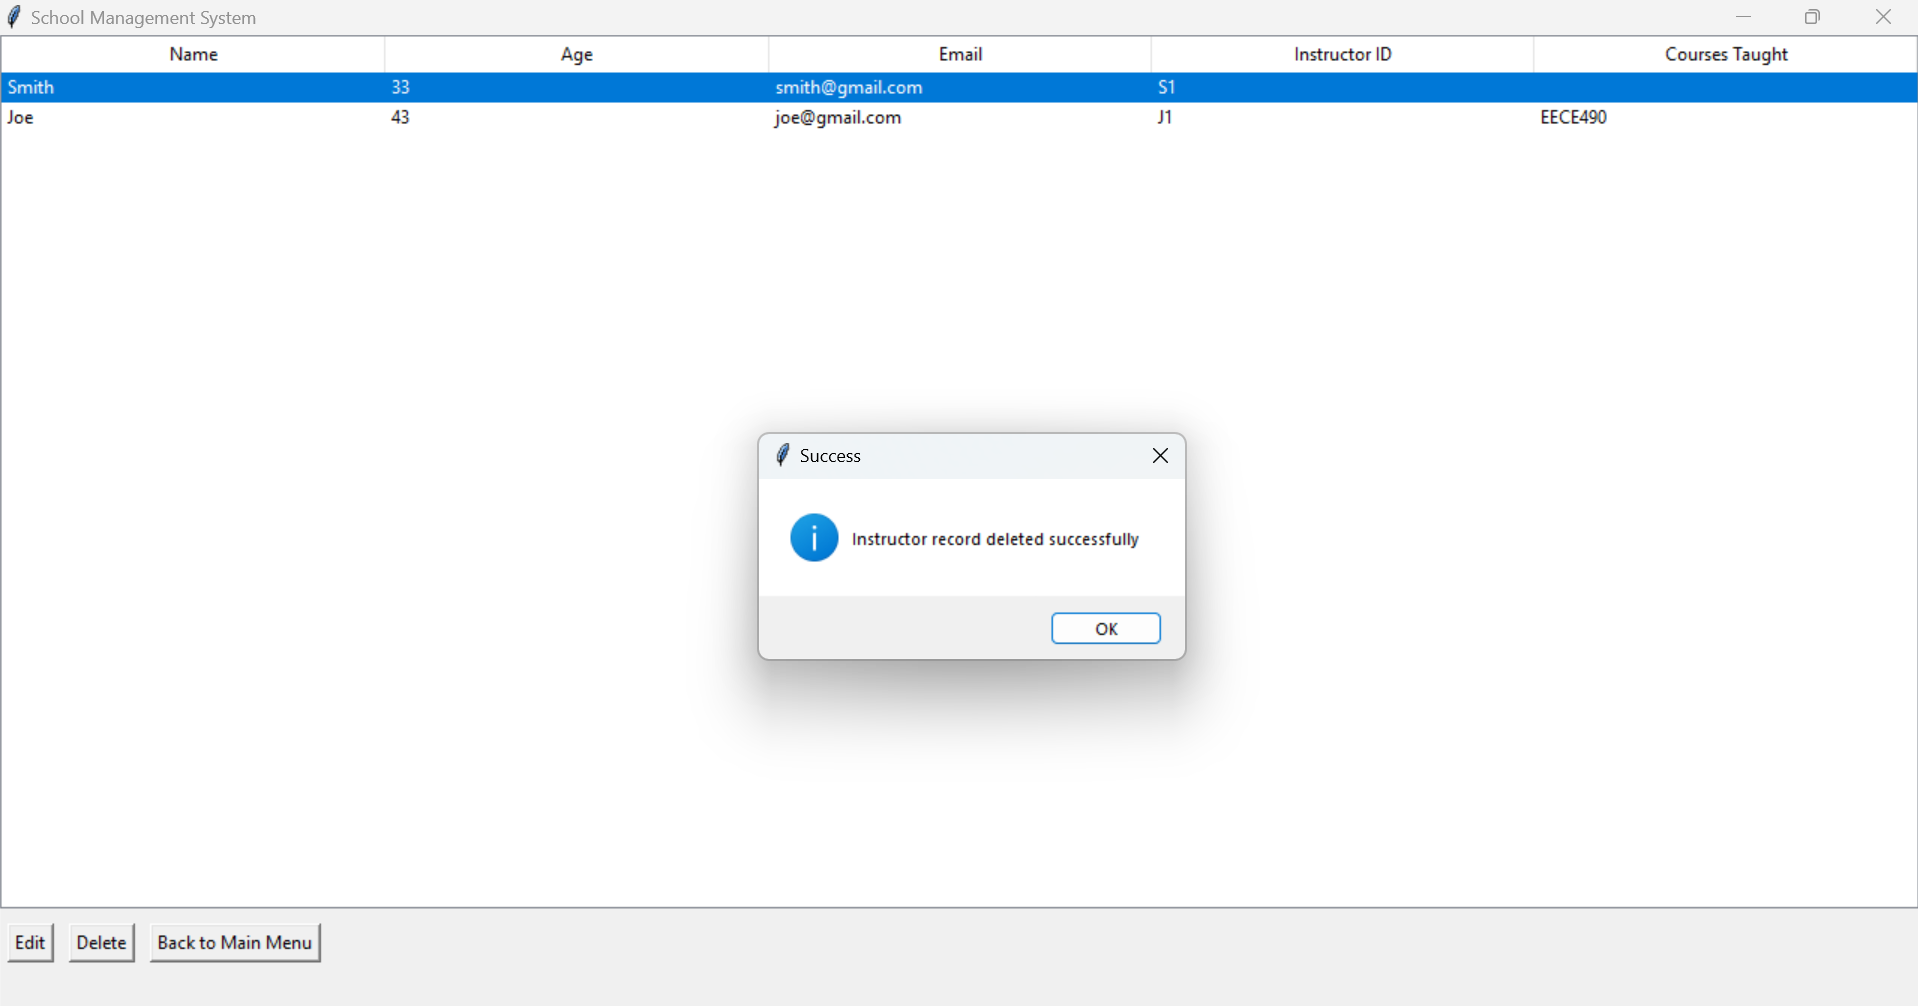 School Management System
Name Age Email Instructor ID Courses Taught
Smith 33 smith@gmail.com S1
Joe 43 joe@gmail.com J1 EECE490
Success
Instructor record deleted successfully
OK
Edit Delete Back to Main Menu